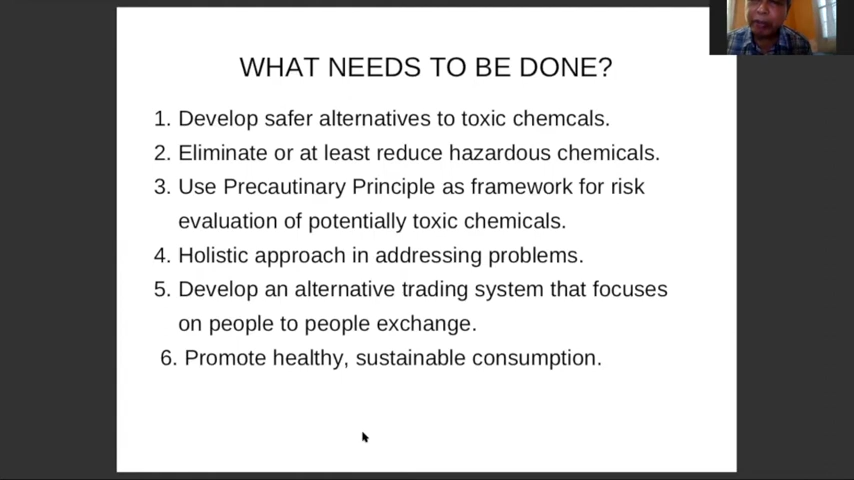 WHAT NEEDS TO BE DONE?
1. Develop safer alternatives to toxic chemcals.
2. Eliminate or at least reduce hazardous chemicals.
3. Use Precautinary Principle as framework for risk
evaluation of potentially toxic chemicals.
4. Holistic approach in addressing problems.
5. Develop an alternative trading system that focuses
on people to people exchange.
6. Promote healthy, sustainable consumption.